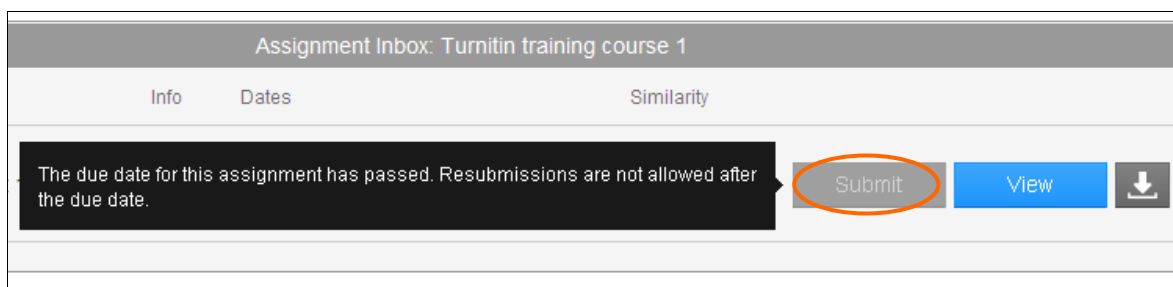 Assignment Inbox: Turnitin training course 1
Info Dates Similarity
The due date for this assignment has passed. Resubmissions are not allowed after
the due date.
Submit View